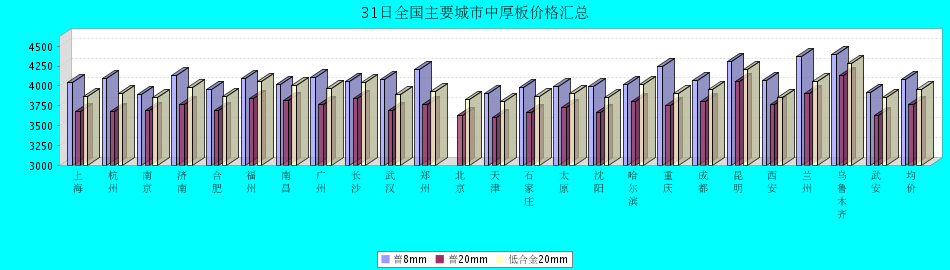 31日全国主要城市中厚板价格汇总
4500
4250
4000
3750
3500
3250
3000
上海
杭州
南京
济南
合肥
福州
南昌
广州
长沙
武汉
郑州
北京
天津
石家庄
太原
沈阳
哈尔滨
重庆
成都
昆明
西安
兰州
乌鲁木齐
武安
均价
普8mm 普20mm 低合金20mm